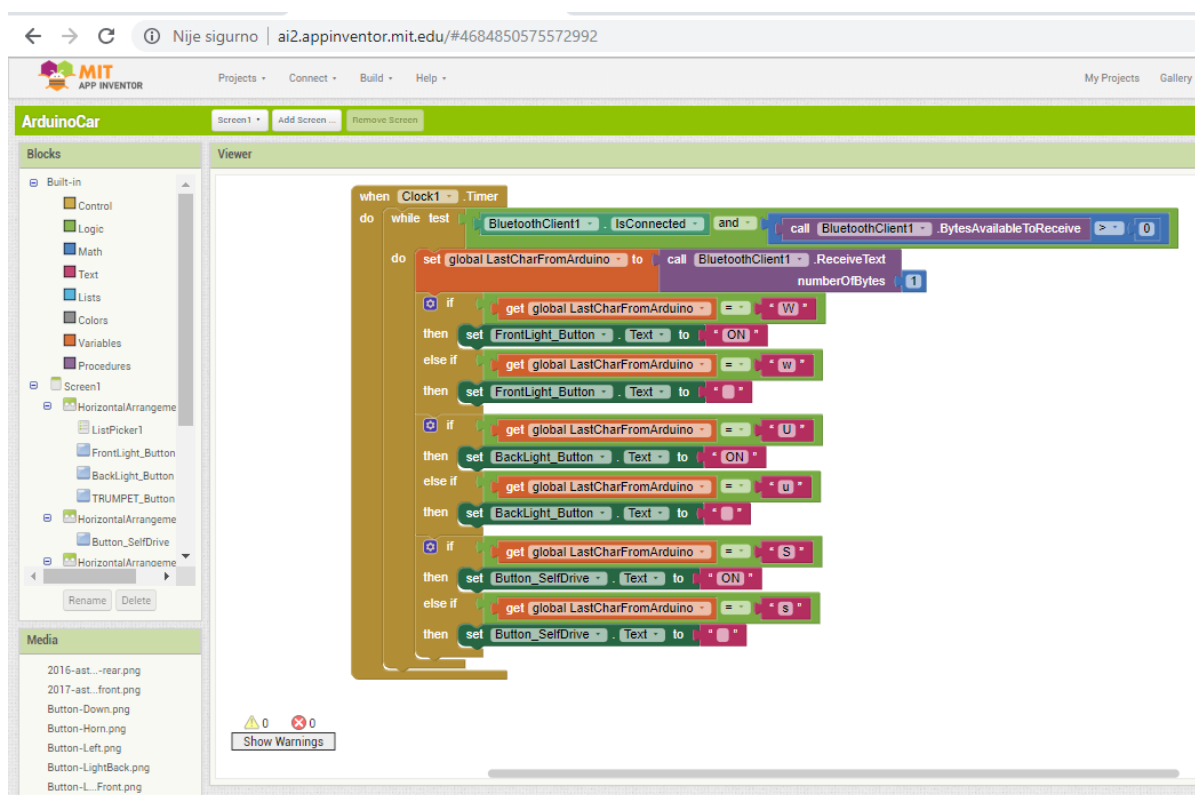 Nije sigurno | ai2.appinventor.mit.edu/#4684850575572992
MIT
APP INVENTOR
Projects Connect Build Help My Projects Gallery
ArduinoCar Screen1 Add Screen ... Remove Screen
Blocks Viewer
Built-in
Control
Logic
Math
Text
Lists
Colors
Variables
Procedures
Screen1
HorizontalArrangeme
ListPicker1
FrontLight_Button
BackLight_Button
TRUMPET_Button
HorizontalArrangeme
Button_SelfDrive
HorizontalArrangeme
Rename Delete
Media
2016-ast...-rear.png
2017-ast...front.png
Button-Down.png
Button-Horn.png
Button-Left.png
Button-LightBack.png
Button-L...Front.png
when Clock1 .Timer
do while test BluetoothClient1 . IsConnected and call BluetoothClient1 .BytesAvailableToReceive > 0
do set global LastCharFromArduino to call BluetoothClient1 .ReceiveText
numberOfBytes 1
if get global LastCharFromArduino = " W "
then set FrontLight_Button . Text to " ON "
else if get global LastCharFromArduino = " w "
then set FrontLight_Button . Text to " "
if get global LastCharFromArduino = " U "
then set BackLight_Button . Text to " ON "
else if get global LastCharFromArduino = " u "
then set BackLight_Button . Text to " "
if get global LastCharFromArduino = " S "
then set Button_SelfDrive . Text to " ON "
else if get global LastCharFromArduino = " s "
then set Button_SelfDrive . Text to " "
0 0
Show Warnings